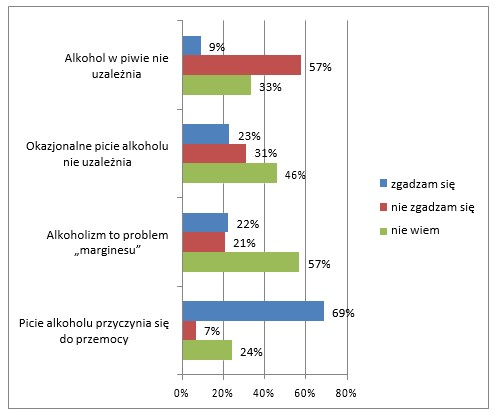 Alkohol w piwie nie
uzależnia
9%
57%
33%
Okazjonalne picie alkoholu
nie uzależnia
23%
31%
46%
Alkoholizm to problem
„marginesu”
22%
21%
57%
Picie alkoholu przyczynia się
do przemocy
69%
7%
24%
0% 20% 40% 60% 80%
zgadzam się
nie zgadzam się
nie wiem